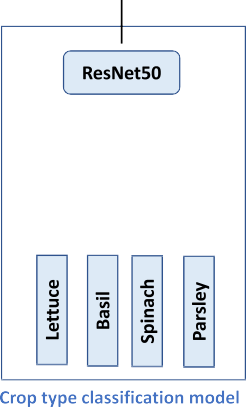 ResNet50
Lettuce
Basil
Spinach
Parsley
Crop type classification model